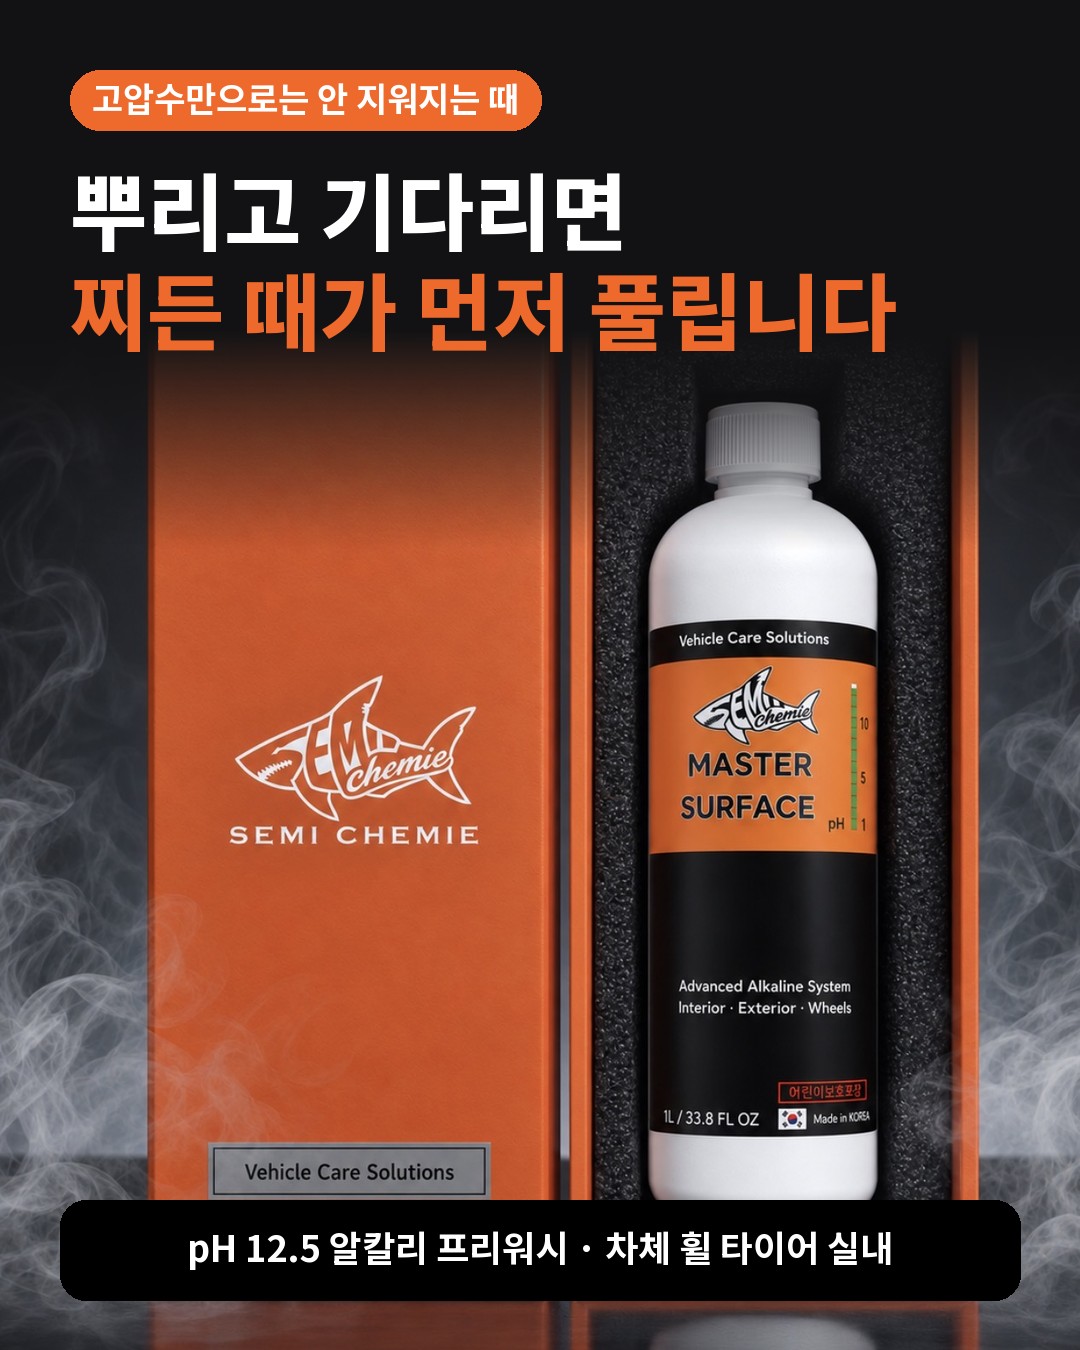 고압수만으로는 안 지워지는 때
뿌리고 기다리면
찌든 때가 먼저 풀립니다
SEMI chemie
SEMI CHEMIE
Vehicle Care Solutions
Vehicle Care Solutions
SEMI chemie
MASTER
SURFACE
10
5
pH 1
Advanced Alkaline System
Interior · Exterior · Wheels
어린이보호포장
1L / 33.8 FL OZ
Made in KOREA
pH 12.5 알칼리 프리워시 · 차체 휠 타이어 실내